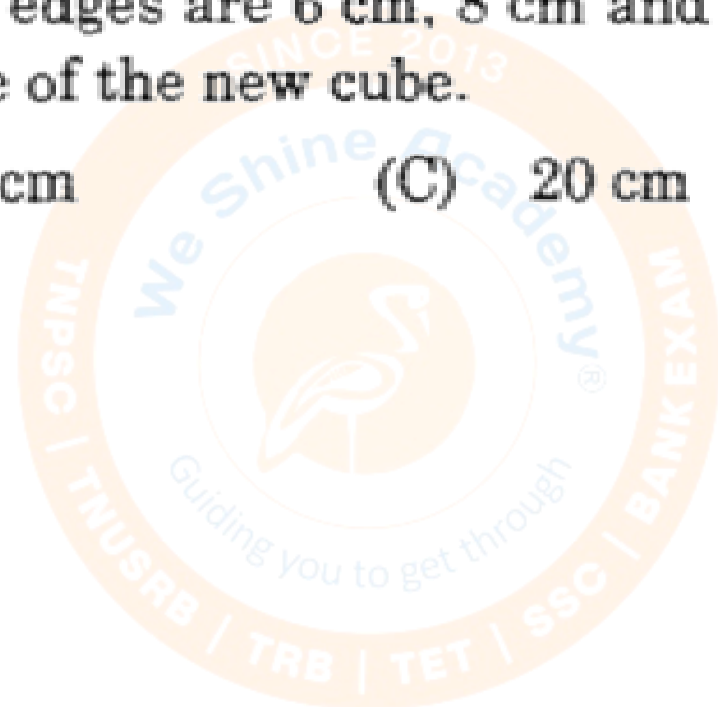 edges are 6 cm, 8 cm and
e of the new cube.
cm (C) 20 cm
SINCE 2013
We Shine Academy®
Guiding you to get through
TNPSC | TNUSRB | TRB | TET | SSC | BANK EXAM